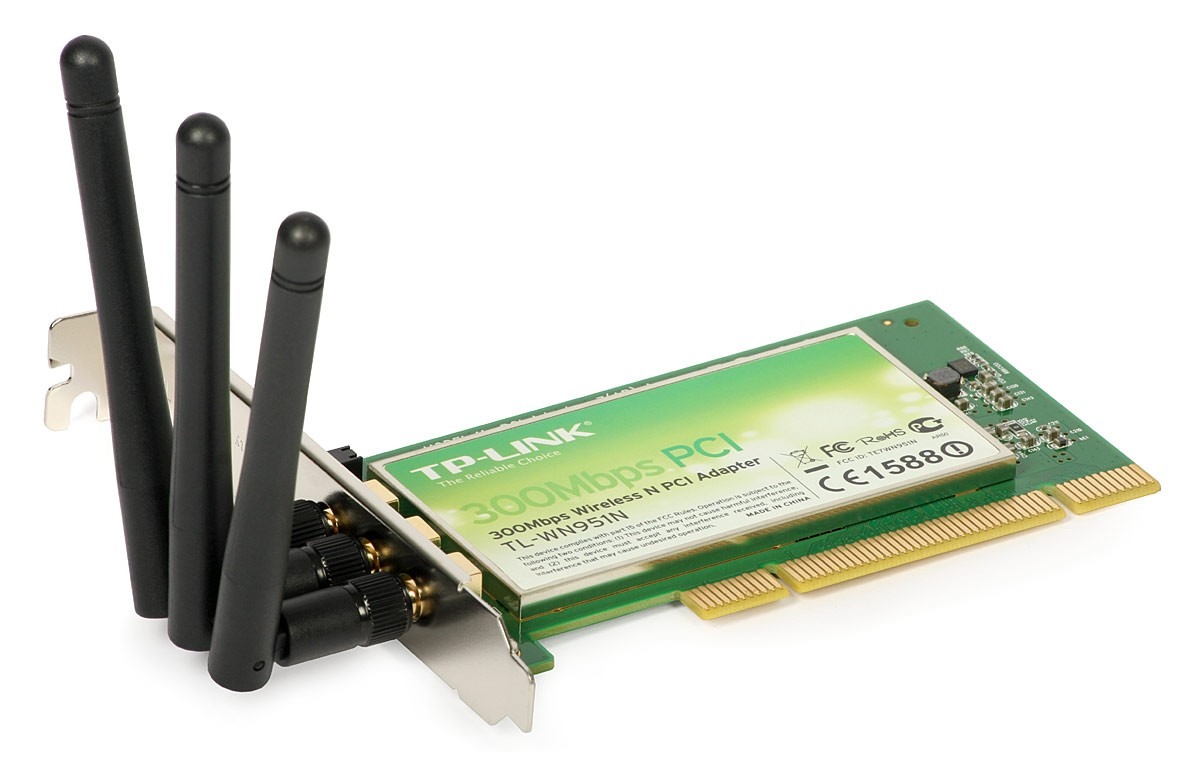 TP-LINK®
The Reliable Choice
300Mbps PCI
300Mbps Wireless N PCI Adapter
TL-WN951N
This device complies with part 15 of the FCC Rules. Operation is subject to the
following two conditions: (1) This device may not cause harmful interference,
and (2) this device must accept any interference received, including
interference that may cause undesired operation.
MADE IN CHINA
FC RoHS PC
AR60
FCC ID: TE7WN951N
CE1588